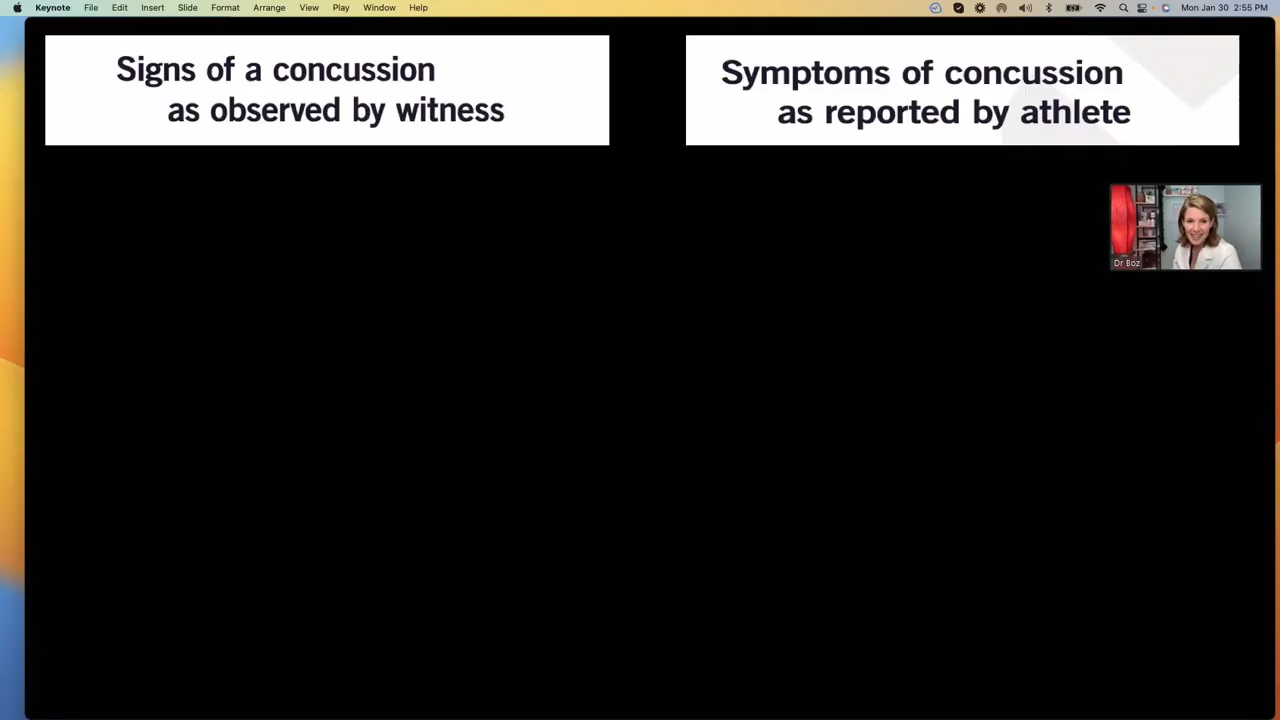 Keynote File Edit Insert Slide Format Arrange View Play Window Help Mon Jan 30 2:55 PM
Signs of a concussion
as observed by witness
Symptoms of concussion
as reported by athlete
Dr Boz